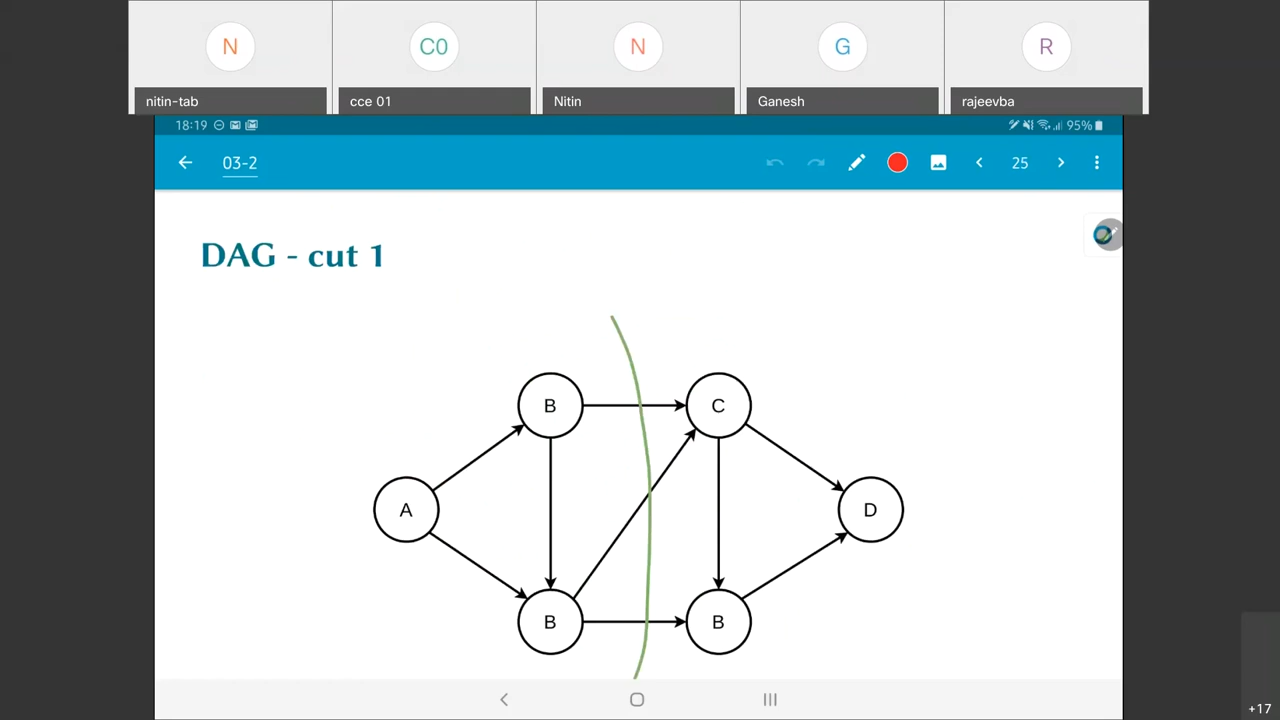 N C0 N G R
nitin-tab cce 01 Nitin Ganesh rajeevba
18:19 95%
03-2 25
DAG - cut 1
B C
A D
B B
+17